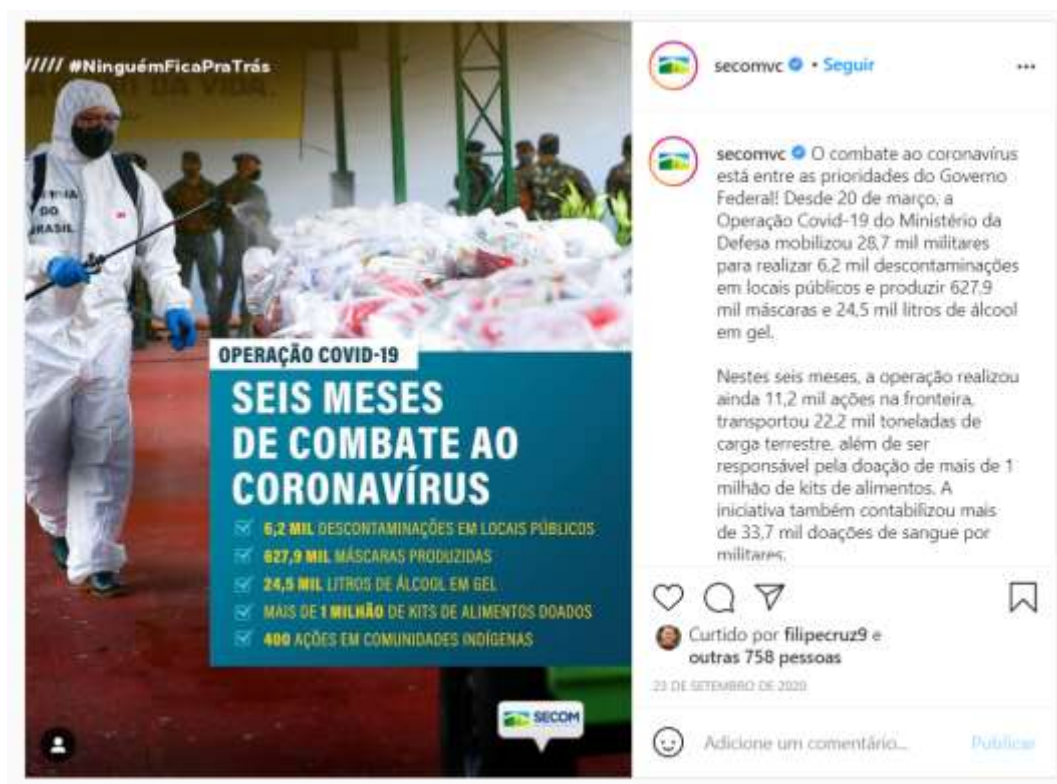 ///// #NinguémFicaPraTrás
DA VIDA.
DO
BRASIL
OPERAÇÃO COVID-19
SEIS MESES
DE COMBATE AO
CORONAVÍRUS
6,2 MIL DESCONTAMINAÇÕES EM LOCAIS PÚBLICOS
627,9 MIL MÁSCARAS PRODUZIDAS
24,5 MIL LITROS DE ÁLCOOL EM GEL
MAIS DE 1 MILHÃO DE KITS DE ALIMENTOS DOADOS
400 AÇÕES EM COMUNIDADES INDÍGENAS
SECOM
secomvc • Seguir
secomvc O combate ao coronavírus
está entre as prioridades do Governo
Federal! Desde 20 de março, a
Operação Covid-19 do Ministério da
Defesa mobilizou 28,7 mil militares
para realizar 6,2 mil descontaminações
em locais públicos e produzir 627,9
mil máscaras e 24,5 mil litros de álcool
em gel.
Nestes seis meses, a operação realizou
ainda 11,2 mil ações na fronteira,
transportou 22,2 mil toneladas de
carga terrestre, além de ser
responsável pela doação de mais de 1
milhão de kits de alimentos. A
iniciativa também contabilizou mais
de 33,7 mil doações de sangue por
militares.
Curtido por filipecruz9 e
outras 758 pessoas
23 DE SETEMBRO DE 2020
Adicione um comentário... Publicar